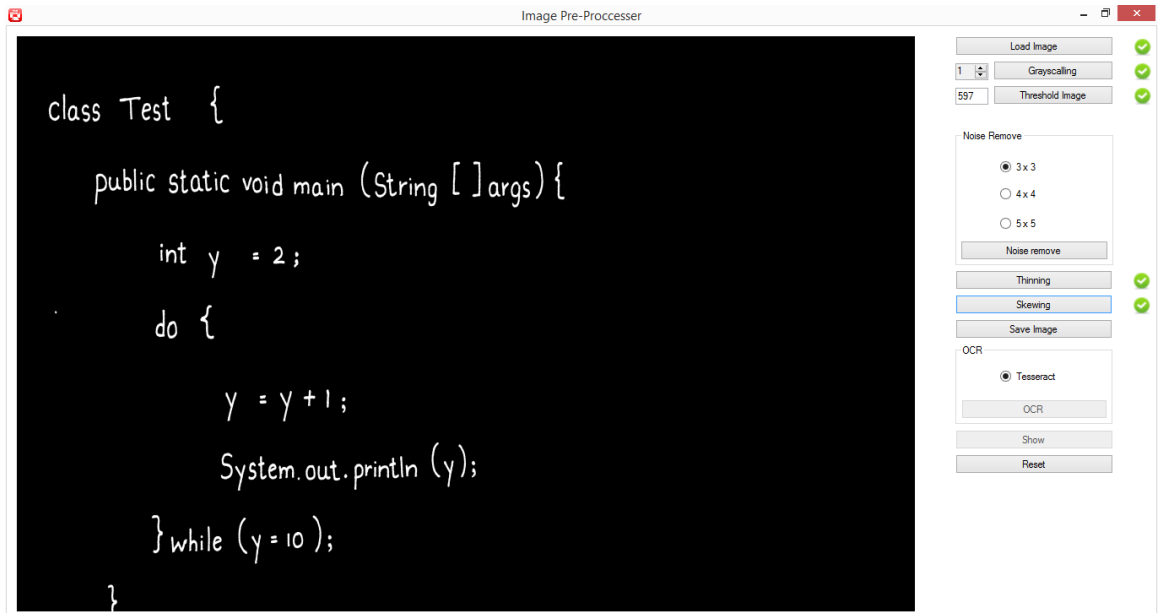 Image Pre-Proccesser
class Test {
public static void main (String [ ] args) {
int y = 2 ;
do {
y = y + 1 ;
System.out.println (y);
} while (y = 10 );
}
Load Image
1 Grayscalling
597 Threshold Image
Noise Remove
3 x 3
4 x 4
5 x 5
Noise remove
Thinning
Skewing
Save Image
OCR
Tesseract
OCR
Show
Reset